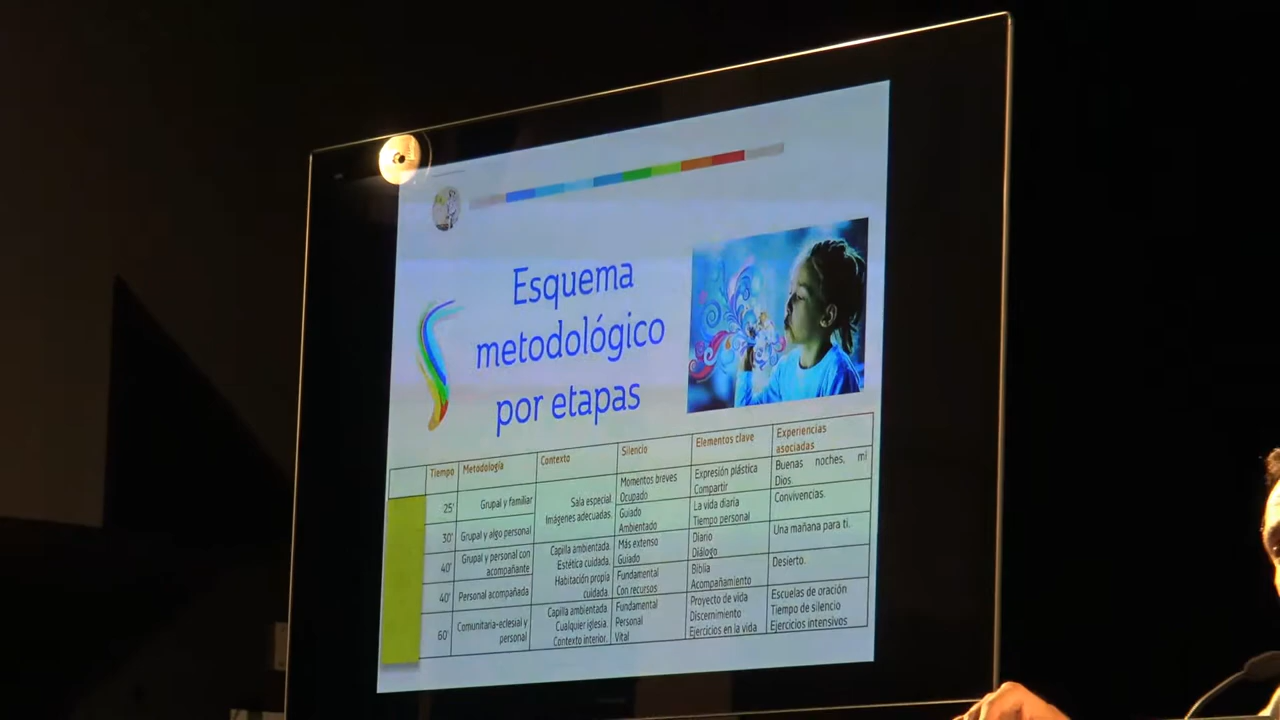 Esquema
metodológico
por etapas
Tiempo Metodología Contexto Silencio Elementos clave Experiencias
asociadas
25' Grupal y familiar Sala especial. Imágenes adecuadas. Momentos breves Ocupado Expresión plástica Compartir Buenas noches, mi Dios.
30' Grupal y algo personal Guiado Ambientado La vida diaria Tiempo personal Convivencias.
40' Grupal y personal con acompañante Capilla ambientada. Estética cuidada. Habitación propia cuidada. Más extenso Guiado Diario Diálogo Una mañana para ti.
40' Personal acompañada Fundamental Con recursos Biblia Acompañamiento Desierto.
60' Comunitaria-eclesial y personal Capilla ambientada. Cualquier iglesia. Contexto interior. Fundamental Personal Vital Proyecto de vida Discernimiento Ejercicios en la vida Escuelas de oración Tiempo de silencio Ejercicios intensivos